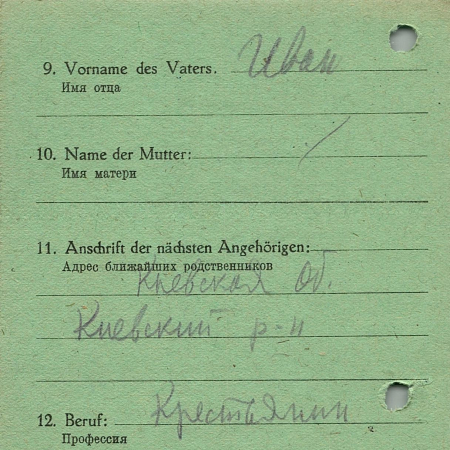 9. Vorname des Vaters. Иван
Имя отца
10. Name der Mutter: /
Имя матери
11. Anschrift der nächsten Angehörigen:
Адрес ближайших родственников
Киевская об.
Киевский р-н
12. Beruf: Крестьянин
Профессия